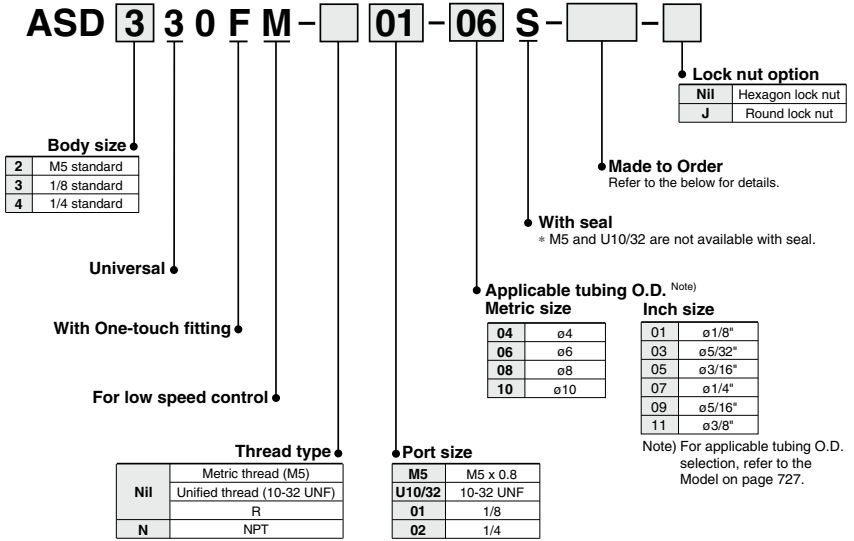 ASD 3 3 0 F M - 01 - 06 S - -
Lock nut option
Nil Hexagon lock nut
J Round lock nut
Body size
2 M5 standard
3 1/8 standard
4 1/4 standard
Made to Order
Refer to the below for details.
With seal
* M5 and U10/32 are not available with seal.
Universal
Applicable tubing O.D. Note)
Metric size
04 ø4
06 ø6
08 ø8
10 ø10
Inch size
01 ø1/8"
03 ø5/32"
05 ø3/16"
07 ø1/4"
09 ø5/16"
11 ø3/8"
Note) For applicable tubing O.D.
selection, refer to the
Model on page 727.
With One-touch fitting
For low speed control
Thread type
Nil Metric thread (M5)
Unified thread (10-32 UNF)
R
N NPT
Port size
M5 M5 x 0.8
U10/32 10-32 UNF
01 1/8
02 1/4